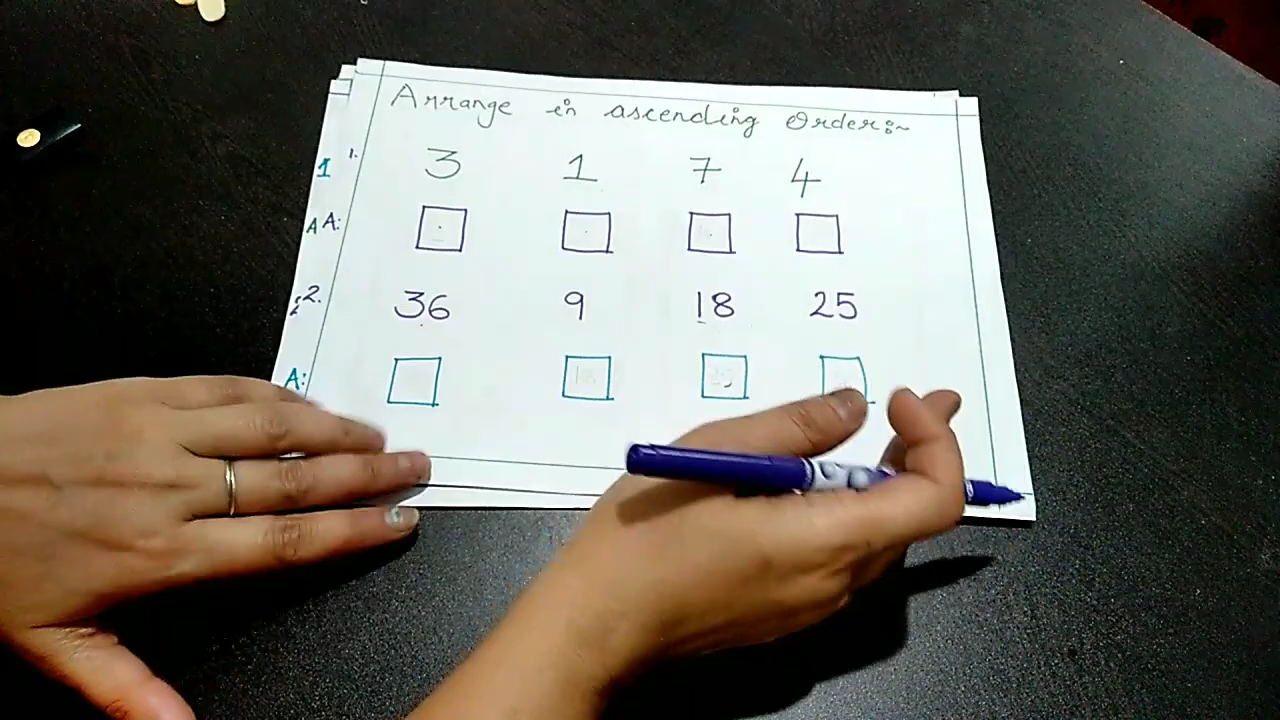 Arrange in ascending Order:~
1. 3 1 7 4
A:
2. 36 9 18 25
A: